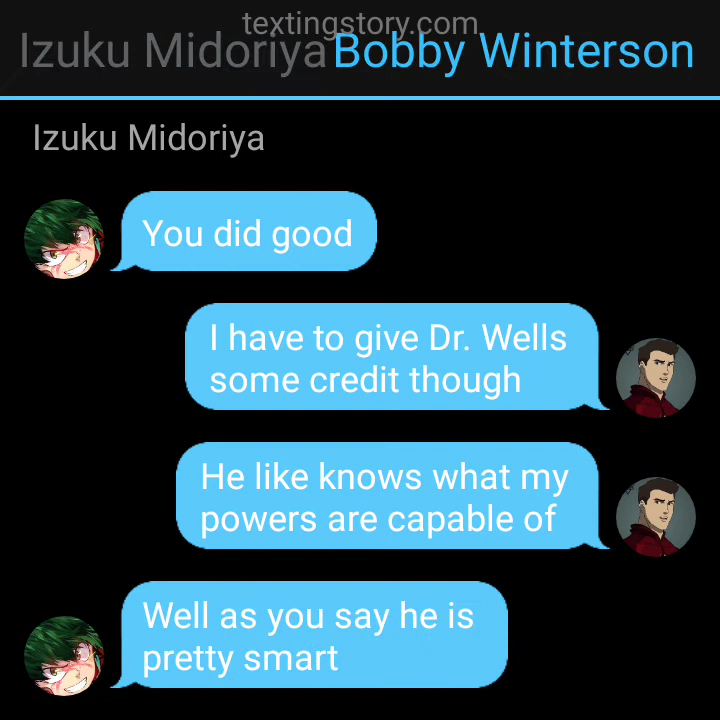 textingstory.com
Izuku Midoriya Bobby Winterson
Izuku Midoriya
You did good
I have to give Dr. Wells
some credit though
He like knows what my
powers are capable of
Well as you say he is
pretty smart